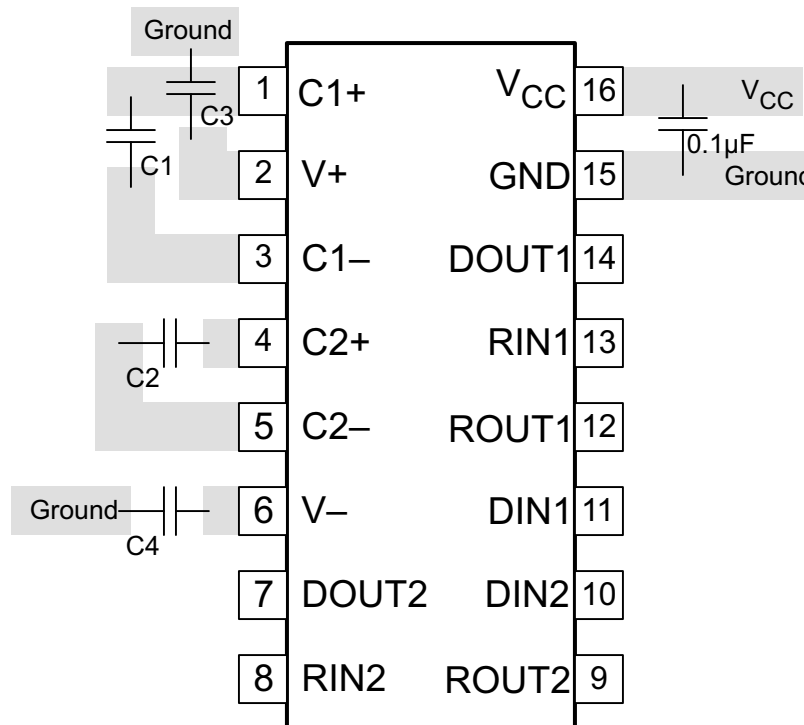 Ground
1 C1+ VCC 16 VCC
C3
C1
0.1µF
2 V+ GND 15 Ground
3 C1– DOUT1 14
4 C2+ RIN1 13
C2
5 C2– ROUT1 12
Ground 6 V– DIN1 11
C4
7 DOUT2 DIN2 10
8 RIN2 ROUT2 9